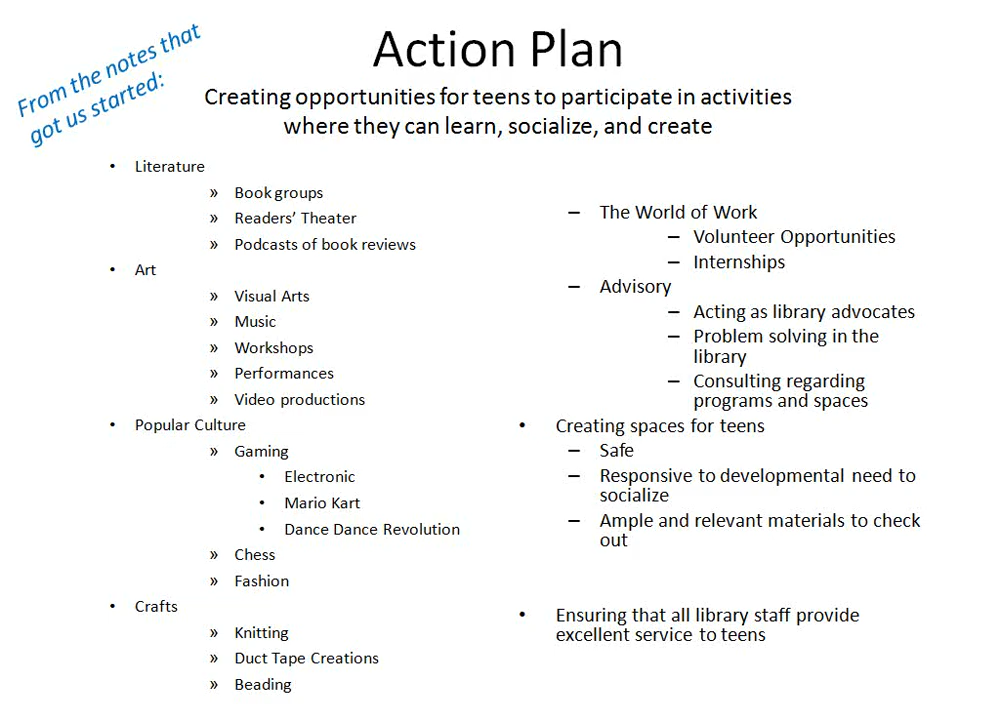 From the notes that
got us started:
Action Plan
Creating opportunities for teens to participate in activities
where they can learn, socialize, and create
• Literature
» Book groups
» Readers’ Theater
» Podcasts of book reviews
• Art
» Visual Arts
» Music
» Workshops
» Performances
» Video productions
• Popular Culture
» Gaming
• Electronic
• Mario Kart
• Dance Dance Revolution
» Chess
» Fashion
• Crafts
» Knitting
» Duct Tape Creations
» Beading
– The World of Work
– Volunteer Opportunities
– Internships
– Advisory
– Acting as library advocates
– Problem solving in the
library
– Consulting regarding
programs and spaces
• Creating spaces for teens
– Safe
– Responsive to developmental need to
socialize
– Ample and relevant materials to check
out
• Ensuring that all library staff provide
excellent service to teens